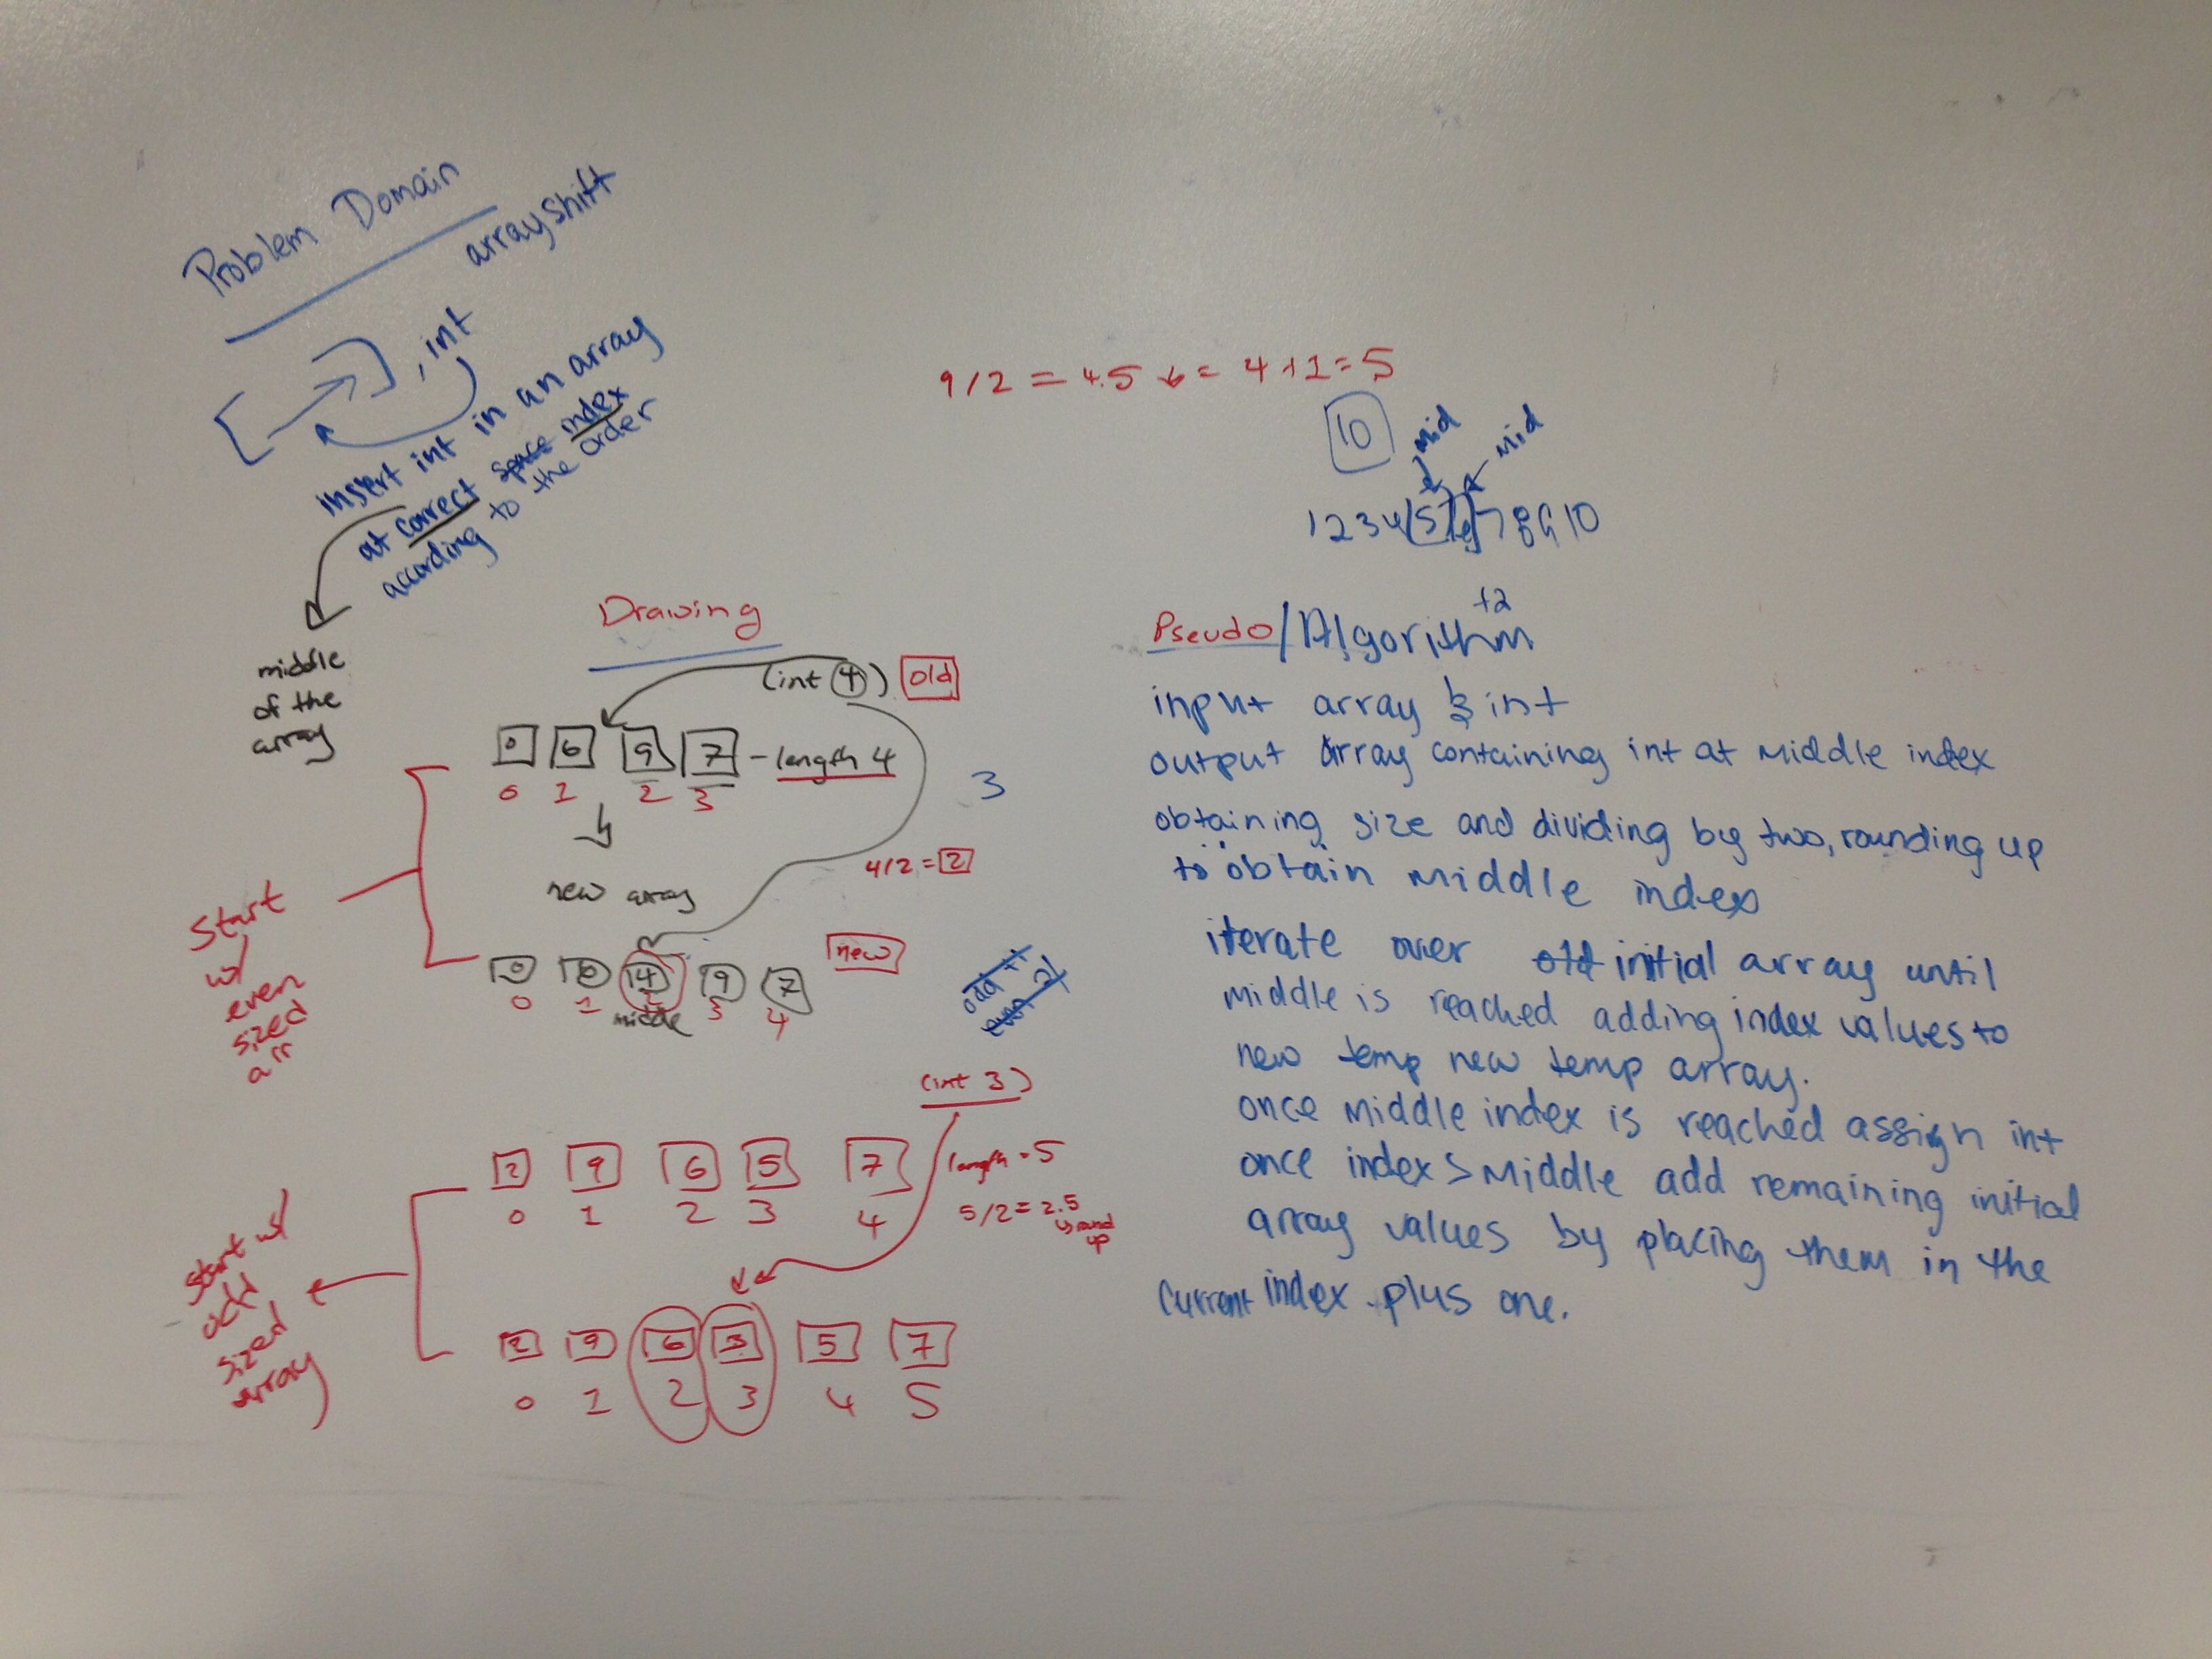 Problem Domain
arrayshift
[ ], int
insert int in an array
at correct space index
according to the order
middle
of the
array
9/2 = 4.5 = 4+1=5
10
mid mid
1 2 3 4 5 6 7 8 9 10
Drawing
(int 4) old
0 6 9 7 - length 4
0 1 2 3
3
4/2 = 2
new array
new
0 6 4 9 7
0 1 2 3 4
middle
odd +1
even +2
start
w/
even
sized
arr
(int 3)
2 9 6 5 7
0 1 2 3 4
length = 5
5/2 = 2.5
round
up
2 9 6 3 5 7
0 1 2 3 4 5
start w/
odd
sized
array
+2
Pseudo/Algorithm
input array & int
output array containing int at middle index
obtaining size and dividing by two, rounding up
to obtain middle index
iterate over old initial array until
middle is reached adding index values to
new temp new temp array.
once middle index is reached assign int
once index > middle add remaining initial
array values by placing them in the
current index plus one.